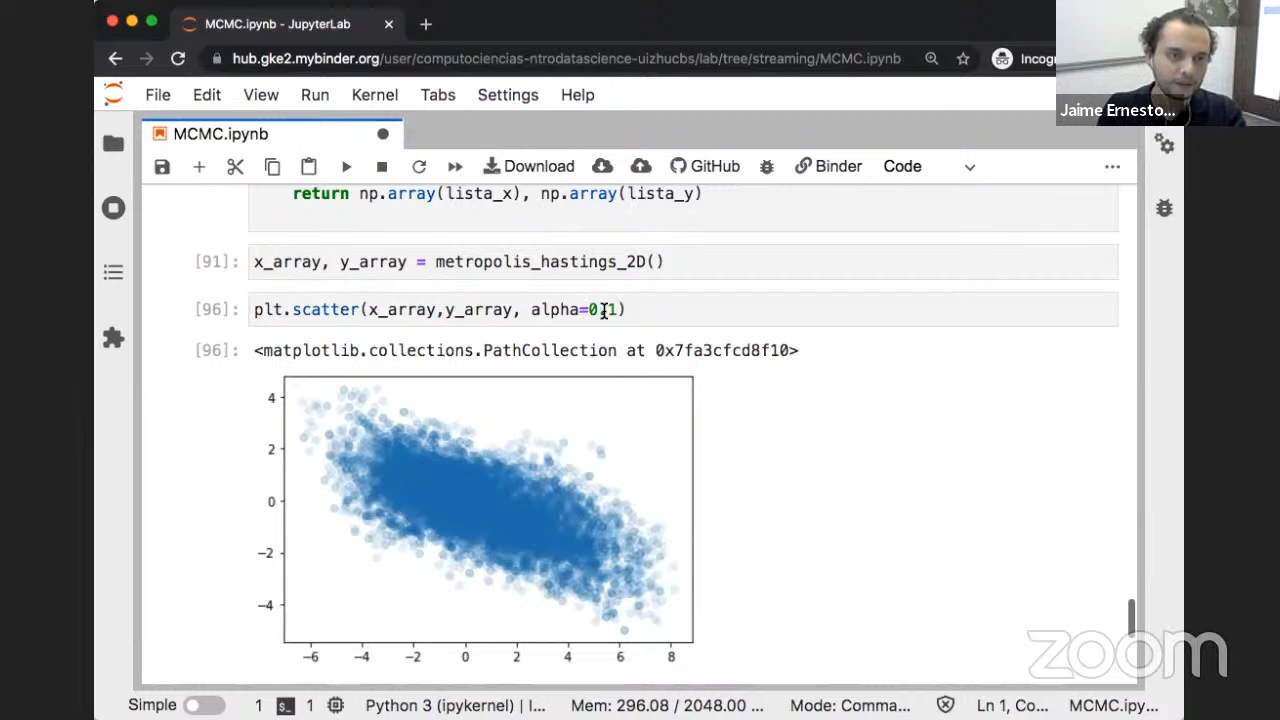 MCMC.ipynb - JupyterLab
hub.gke2.mybinder.org/user/computociencias-ntrodatascience-uizhucbs/lab/tree/streaming/MCMC.ipynb
Incog
Jaime Ernesto...
File Edit View Run Kernel Tabs Settings Help
MCMC.ipynb
Download GitHub Binder Code
return np.array(lista_x), np.array(lista_y)
[91]: x_array, y_array = metropolis_hastings_2D()
[96]: plt.scatter(x_array,y_array, alpha=0.1)
[96]: <matplotlib.collections.PathCollection at 0x7fa3cfcd8f10>
4
2
0
−2
−4
−6 −4 −2 0 2 4 6 8
zoom
Simple 1 $_ 1 Python 3 (ipykernel) | I... Mem: 296.08 / 2048.00 ... Mode: Comma... Ln 1, Co... MCMC.ipy...